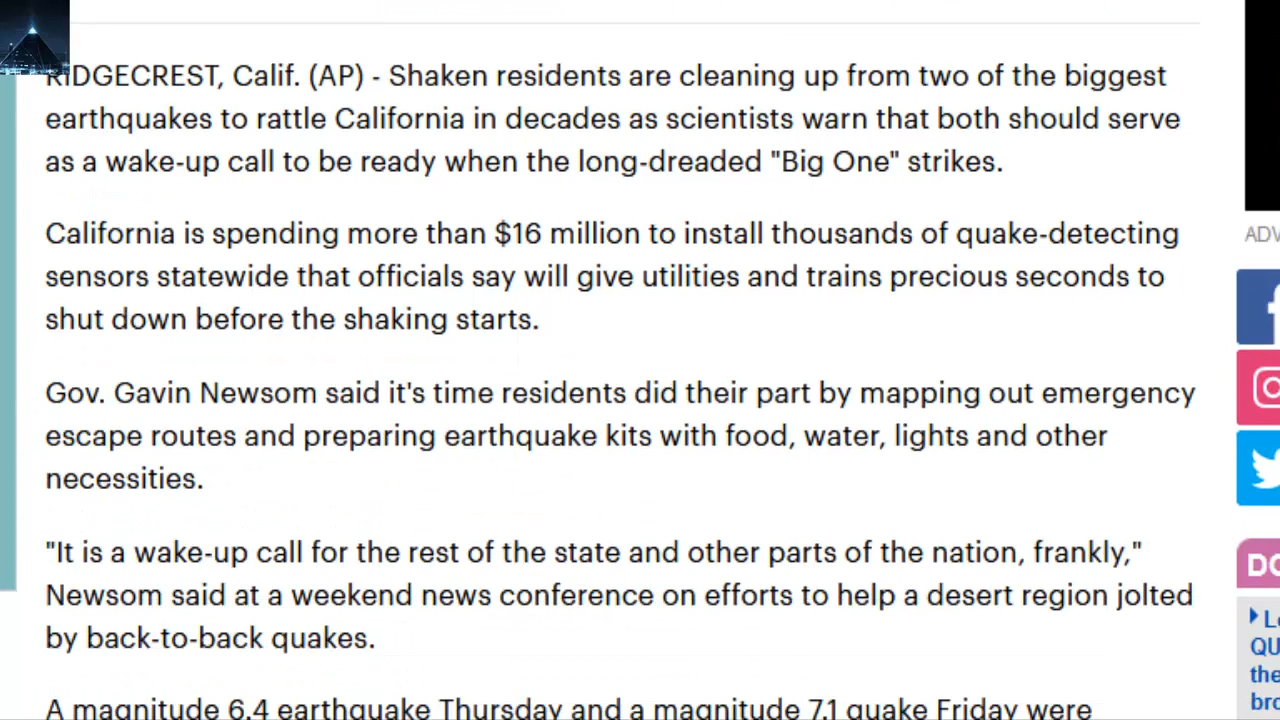 RIDGECREST, Calif. (AP) - Shaken residents are cleaning up from two of the biggest
earthquakes to rattle California in decades as scientists warn that both should serve
as a wake-up call to be ready when the long-dreaded "Big One" strikes.
California is spending more than $16 million to install thousands of quake-detecting
sensors statewide that officials say will give utilities and trains precious seconds to
shut down before the shaking starts.
Gov. Gavin Newsom said it's time residents did their part by mapping out emergency
escape routes and preparing earthquake kits with food, water, lights and other
necessities.
"It is a wake-up call for the rest of the state and other parts of the nation, frankly,"
Newsom said at a weekend news conference on efforts to help a desert region jolted
by back-to-back quakes.
A magnitude 6.4 earthquake Thursday and a magnitude 7.1 quake Friday were
ADV
DO
Le
QU
the
bro